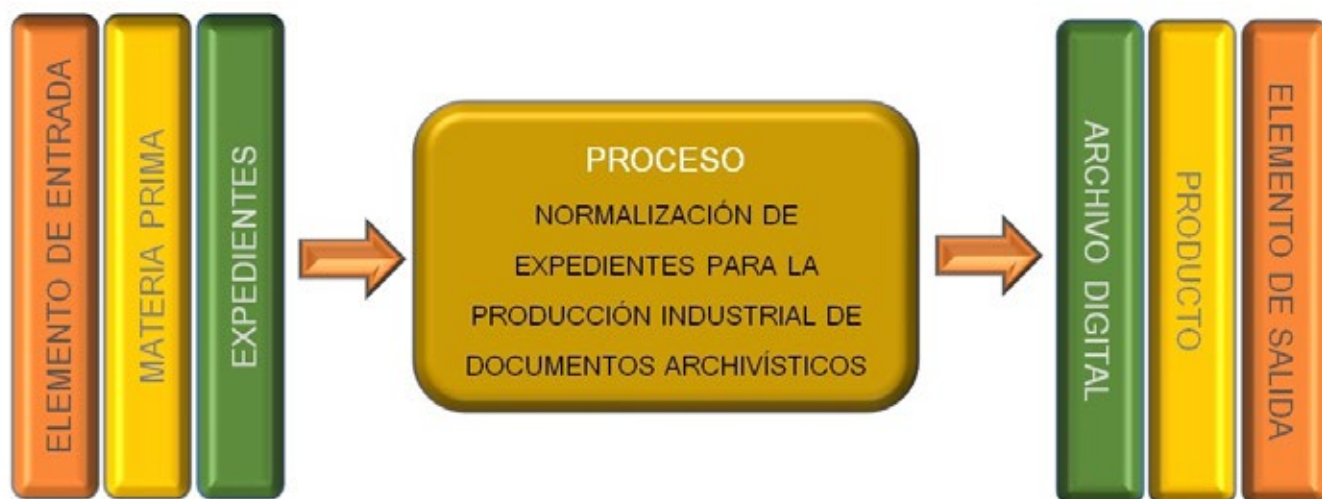 ELEMENTO DE ENTRADA
MATERIA PRIMA
EXPEDIENTES
PROCESO
NORMALIZACIÓN DE
EXPEDIENTES PARA LA
PRODUCCIÓN INDUSTRIAL DE
DOCUMENTOS ARCHIVÍSTICOS
ARCHIVO DIGITAL
PRODUCTO
ELEMENTO DE SALIDA